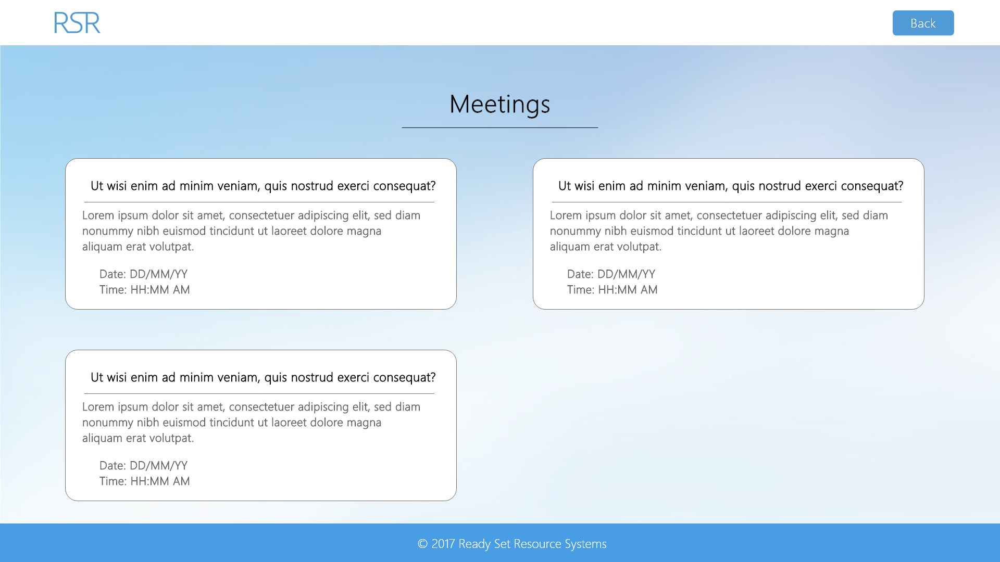 RSR
Back
Meetings
Ut wisi enim ad minim veniam, quis nostrud exerci consequat?
Lorem ipsum dolor sit amet, consectetuer adipiscing elit, sed diam
nonummy nibh euismod tincidunt ut laoreet dolore magna
aliquam erat volutpat.
Date: DD/MM/YY
Time: HH:MM AM
Ut wisi enim ad minim veniam, quis nostrud exerci consequat?
Lorem ipsum dolor sit amet, consectetuer adipiscing elit, sed diam
nonummy nibh euismod tincidunt ut laoreet dolore magna
aliquam erat volutpat.
Date: DD/MM/YY
Time: HH:MM AM
Ut wisi enim ad minim veniam, quis nostrud exerci consequat?
Lorem ipsum dolor sit amet, consectetuer adipiscing elit, sed diam
nonummy nibh euismod tincidunt ut laoreet dolore magna
aliquam erat volutpat.
Date: DD/MM/YY
Time: HH:MM AM
© 2017 Ready Set Resource Systems